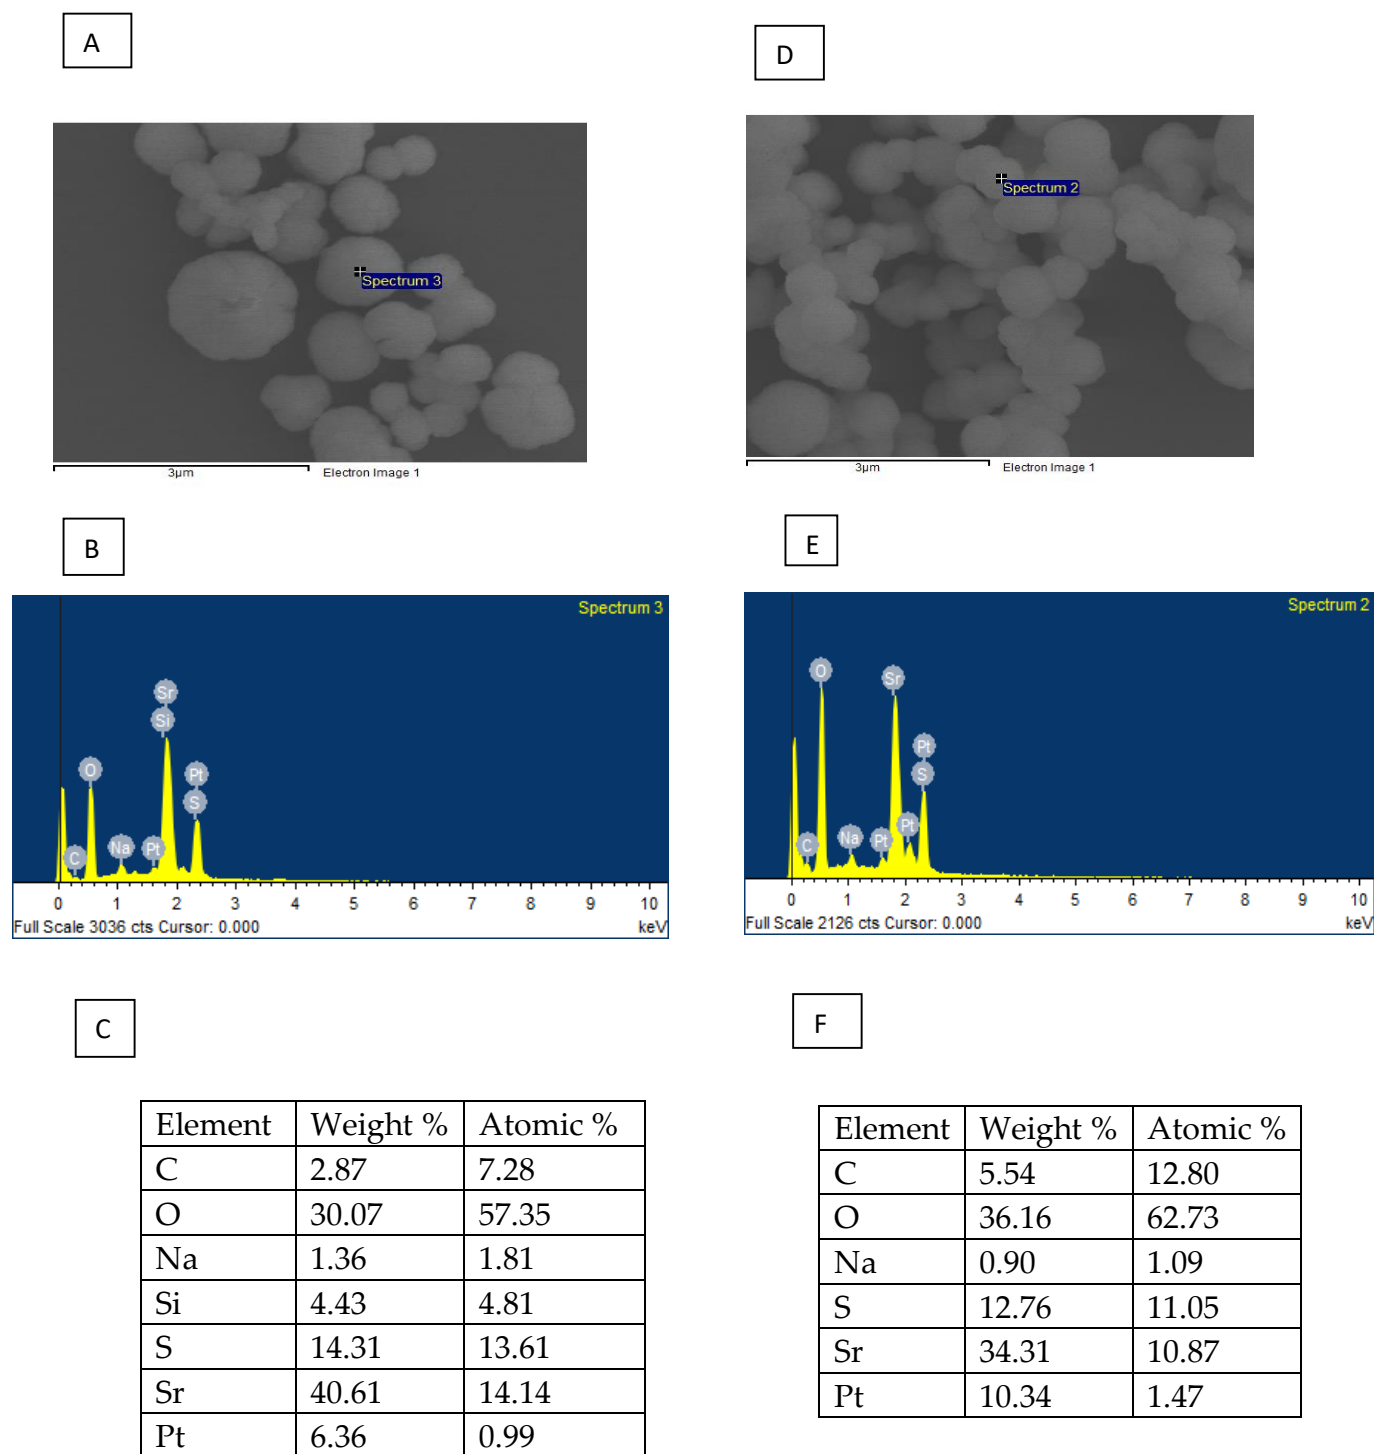 A
D
Spectrum 3
Spectrum 2
3µm Electron Image 1
3µm Electron Image 1
B
E
Spectrum 3
Sr
Si
O
Pt
S
C
Na
Pt
0 1 2 3 4 5 6 7 8 9 10
Full Scale 3036 cts Cursor: 0.000 keV
Spectrum 2
O
Sr
Pt
S
C
Na
Pt
Pt
0 1 2 3 4 5 6 7 8 9 10
Full Scale 2126 cts Cursor: 0.000 keV
C
F
Element Weight % Atomic %
C 2.87 7.28
O 30.07 57.35
Na 1.36 1.81
Si 4.43 4.81
S 14.31 13.61
Sr 40.61 14.14
Pt 6.36 0.99
Element Weight % Atomic %
C 5.54 12.80
O 36.16 62.73
Na 0.90 1.09
S 12.76 11.05
Sr 34.31 10.87
Pt 10.34 1.47